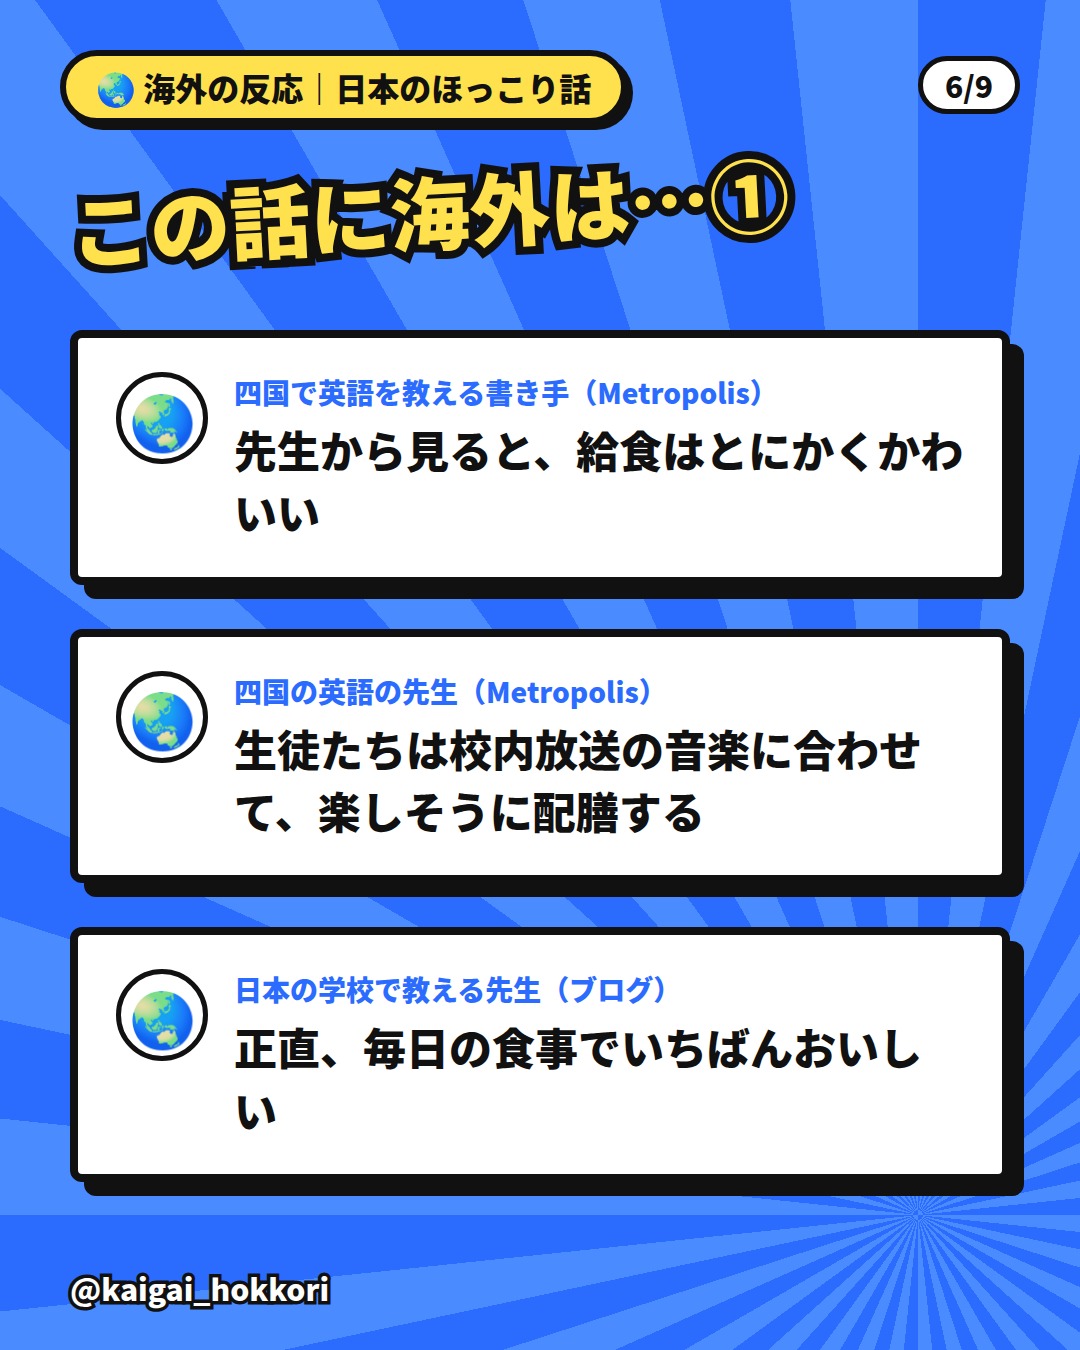 🌏 海外の反応｜日本のほっこり話
6/9
この話に海外は…①
四国で英語を教える書き手（Metropolis）
先生から見ると、給食はとにかくかわ
いい
四国の英語の先生（Metropolis）
生徒たちは校内放送の音楽に合わせ
て、楽しそうに配膳する
日本の学校で教える先生（ブログ）
正直、毎日の食事でいちばんおいし
い
@kaigai_hokkori